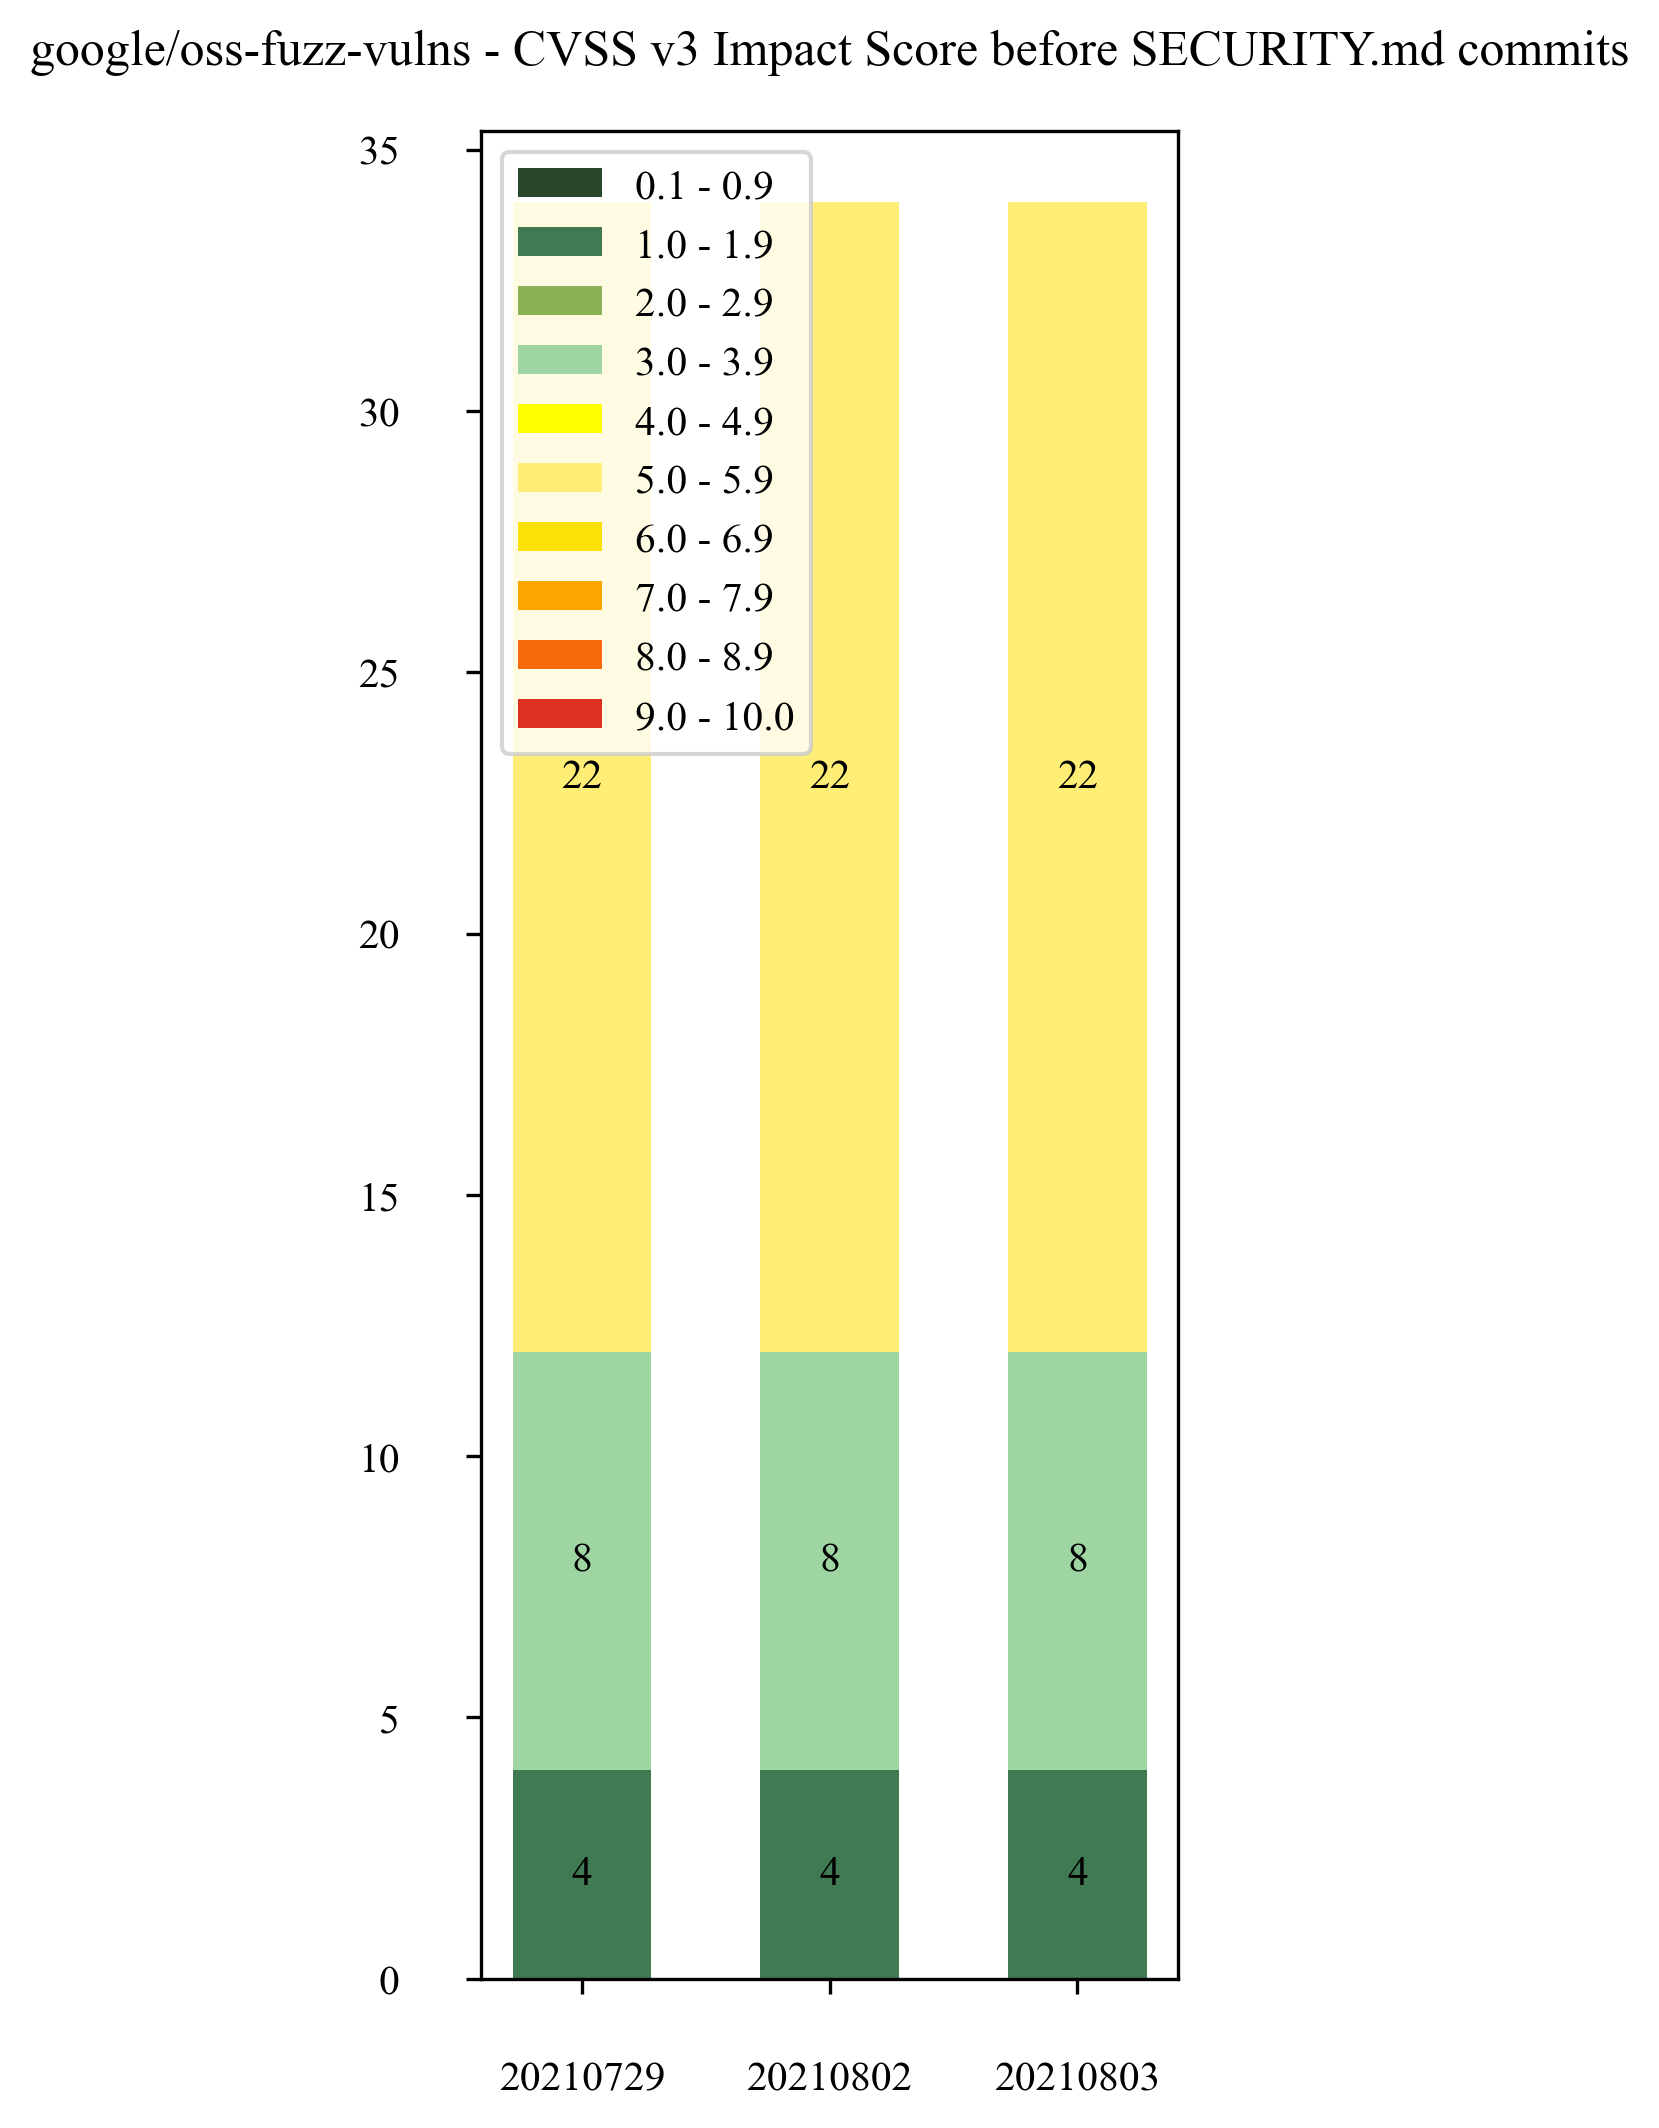 google/oss-fuzz-vulns - CVSS v3 Impact Score before SECURITY.md commits
35
30
25
20
15
10
5
0
0.1 - 0.9
1.0 - 1.9
2.0 - 2.9
3.0 - 3.9
4.0 - 4.9
5.0 - 5.9
6.0 - 6.9
7.0 - 7.9
8.0 - 8.9
9.0 - 10.0
22 22 22
8 8 8
4 4 4
20210729 20210802 20210803